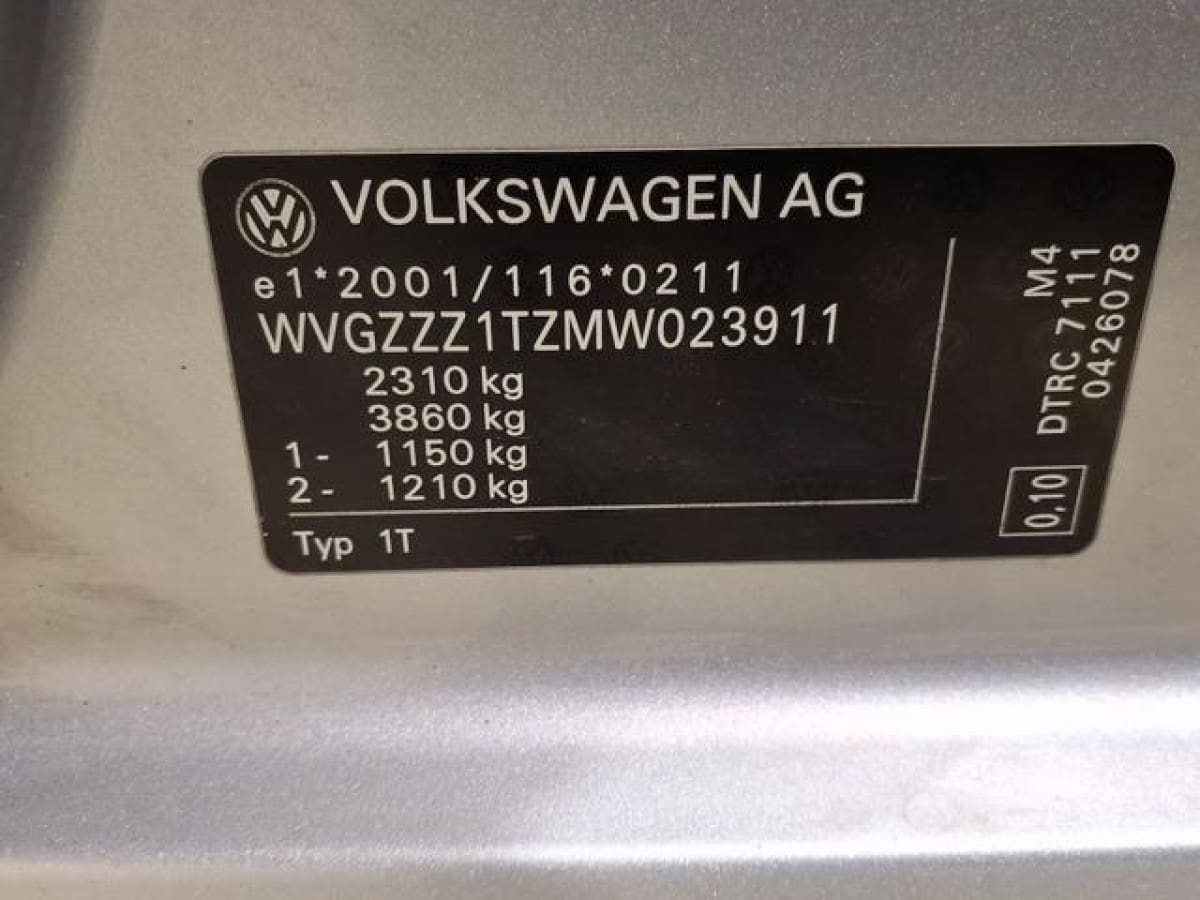 VOLKSWAGEN AG
e1*2001/116*0211
WVGZZZ1TZMW023911
2310 kg
3860 kg
1- 1150 kg
2- 1210 kg
Typ 1T
M4
DTRC 7111
0426078
0,10